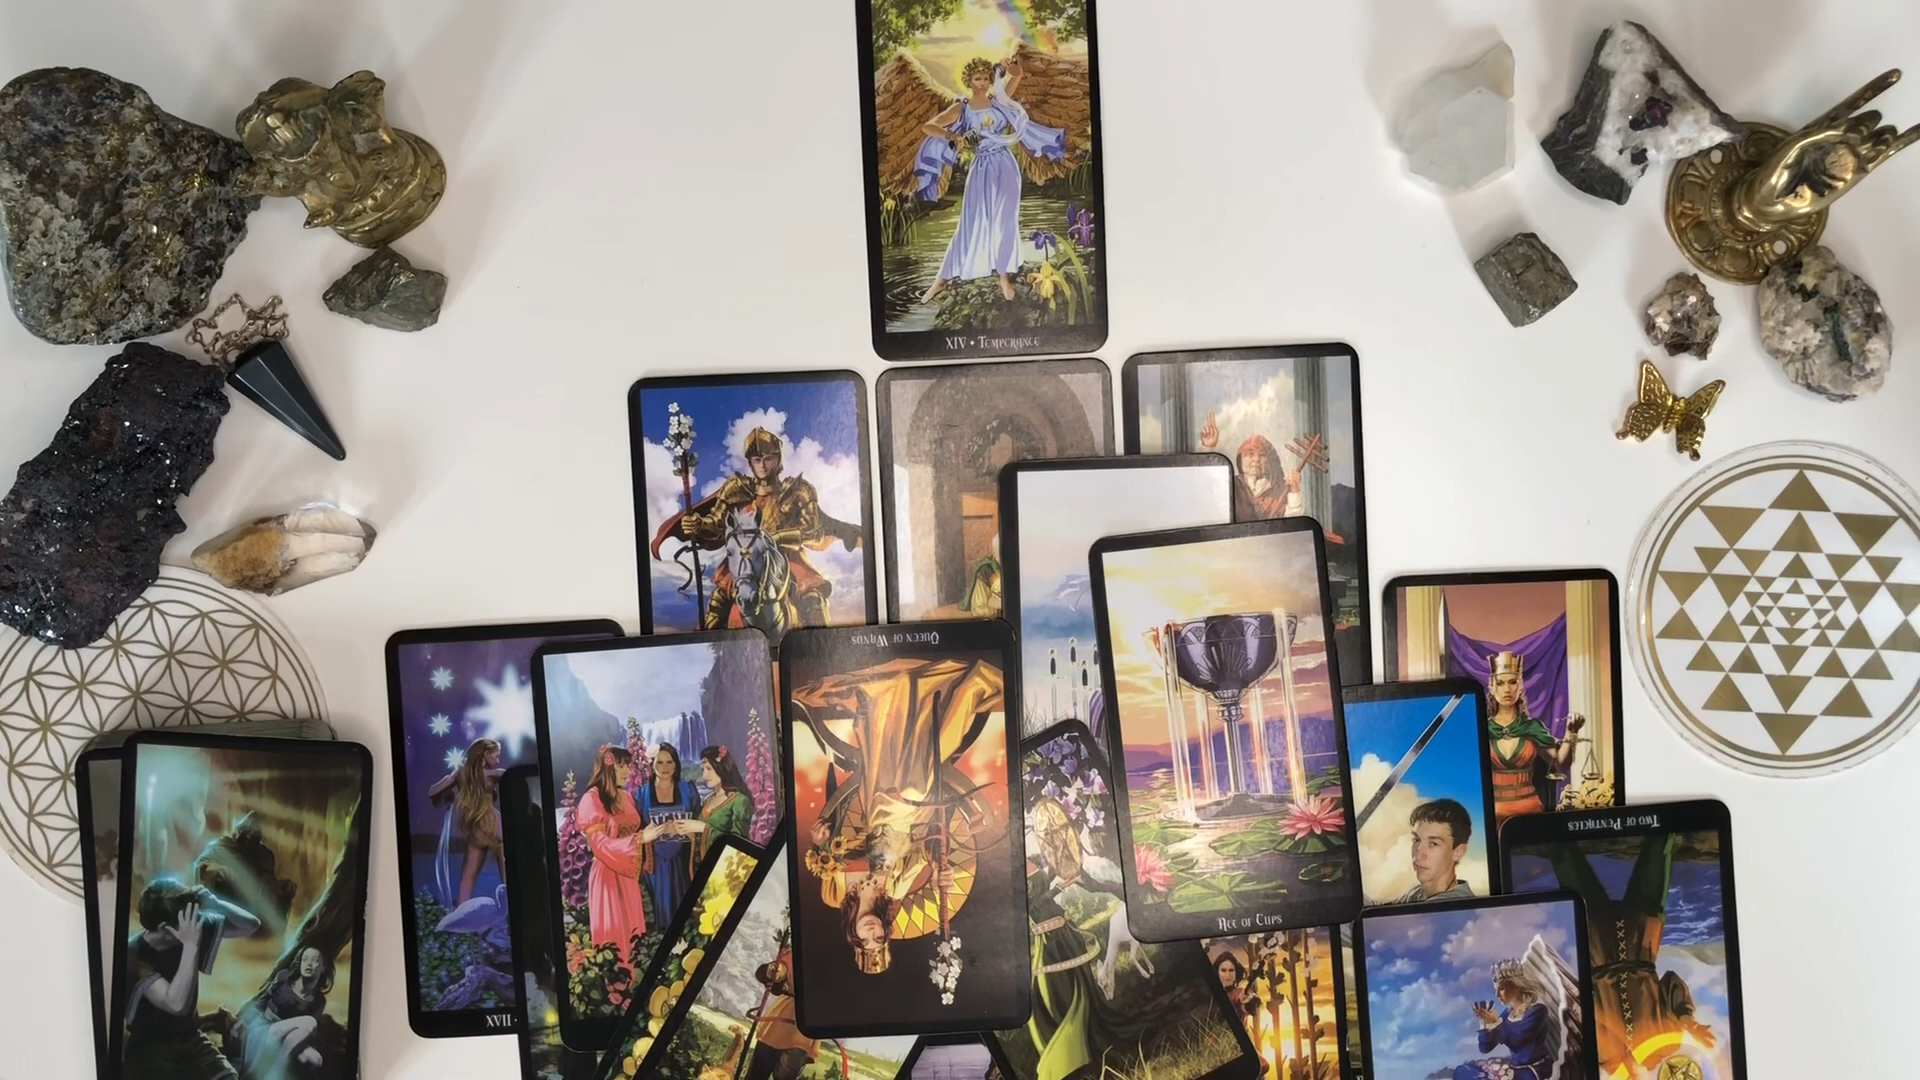 XIV • Temperance
Queen of Wands
Two of Pentacles
Ace of Cups
XVII •